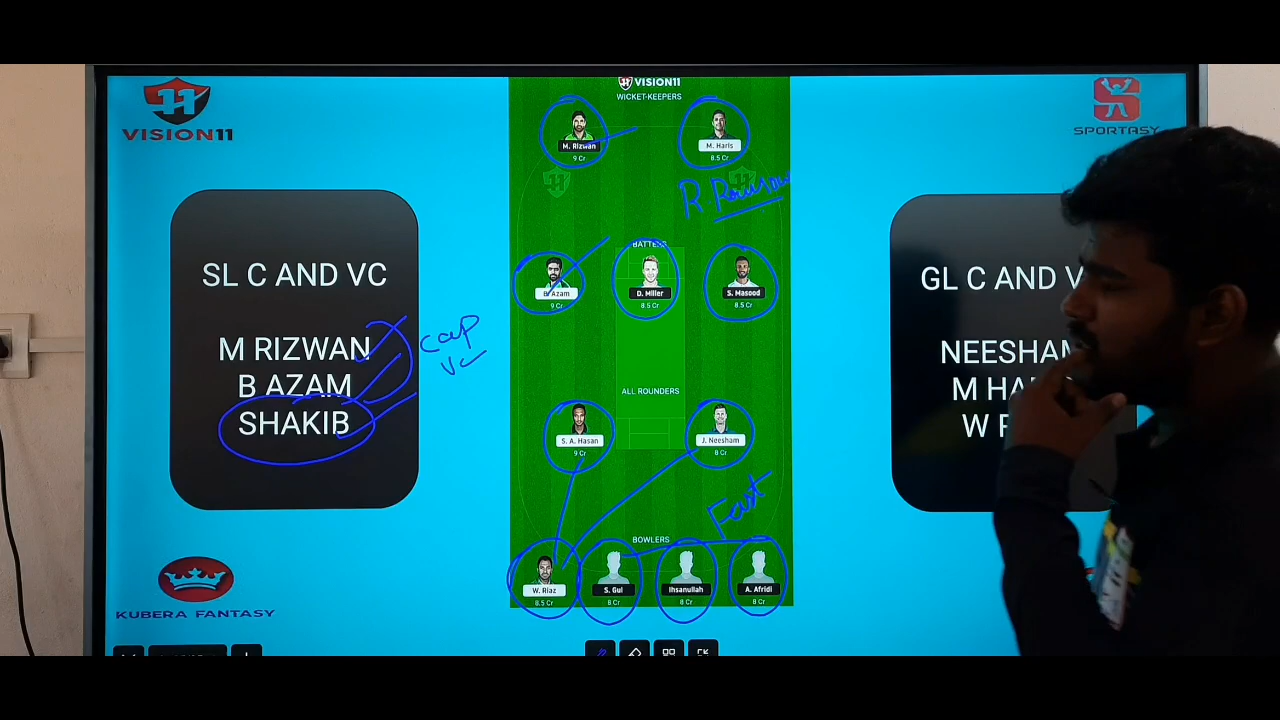 VISION11
VISION11
WICKET-KEEPERS
SPORTASY
M. Rizwan
9 Cr
M. Haris
8.5 Cr
R
BATTERS
SL C AND VC
M RIZWAN
B AZAM
SHAKIB
cap
VC
B. Azam
9 Cr
D. Miller
8.5 Cr
S. Masood
8.5 Cr
GL C AND V
NEESHAM
M HA
W
ALL ROUNDERS
S. A. Hasan
9 Cr
J. Neesham
8 Cr
Fast
BOWLERS
W. Riaz
8.5 Cr
S. Gul
8 Cr
Ihsanullah
8 Cr
A. Afridi
8 Cr
KUBERA FANTASY